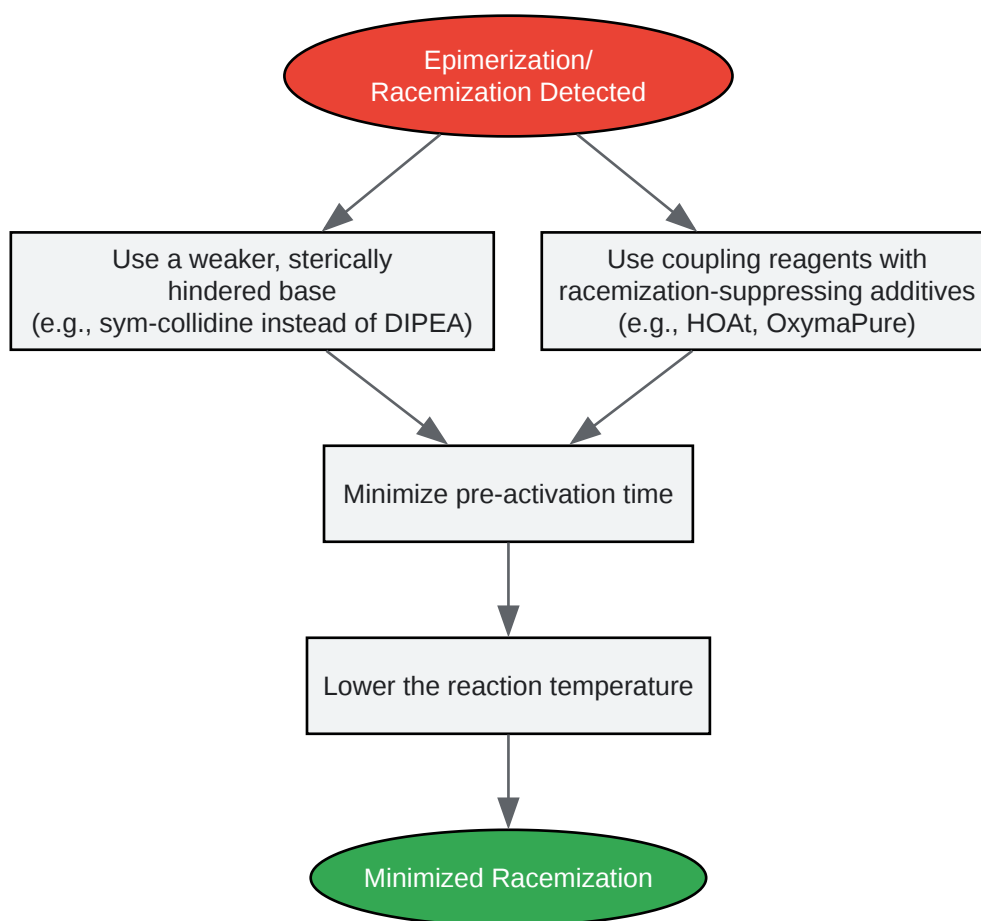 Epimerization/
Racemization Detected
Use a weaker, sterically
hindered base
(e.g., sym-collidine instead of DIPEA)
Use coupling reagents with
racemization-suppressing additives
(e.g., HOAt, OxymaPure)
Minimize pre-activation time
Lower the reaction temperature
Minimized Racemization